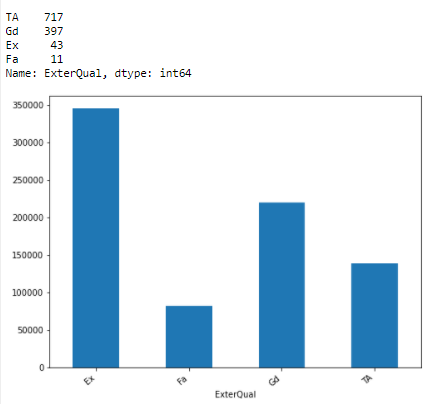 TA    717
Gd    397
Ex     43
Fa     11
Name: ExterQual, dtype: int64
350000
300000
250000
200000
150000
100000
50000
0
Ex Fa Gd TA
ExterQual